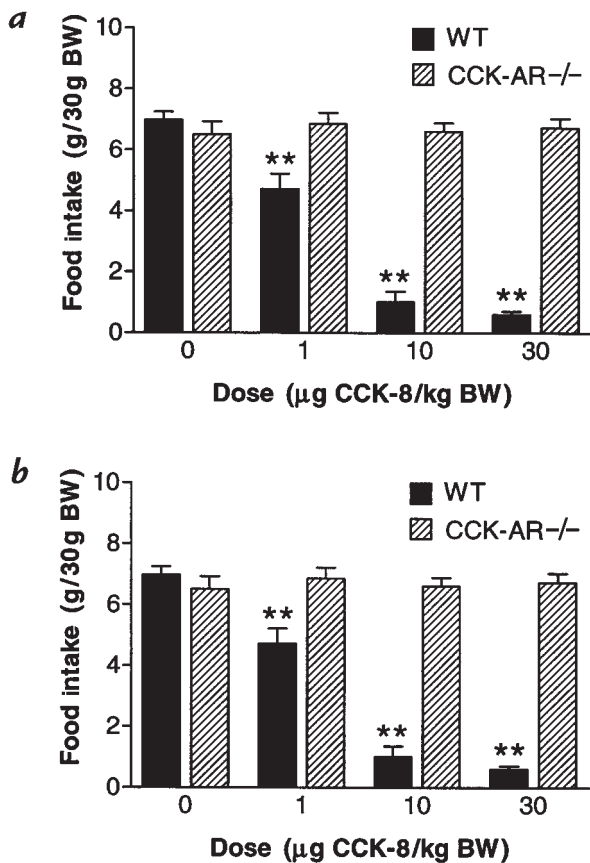 a
10
8
6
4
2
0
Food intake (g/30g BW)
WT
CCK-AR−/−
**
**
**
0 1 10 30
Dose (μg CCK-8/kg BW)
b
10
8
6
4
2
0
Food intake (g/30g BW)
WT
CCK-AR−/−
**
**
**
0 1 10 30
Dose (μg CCK-8/kg BW)